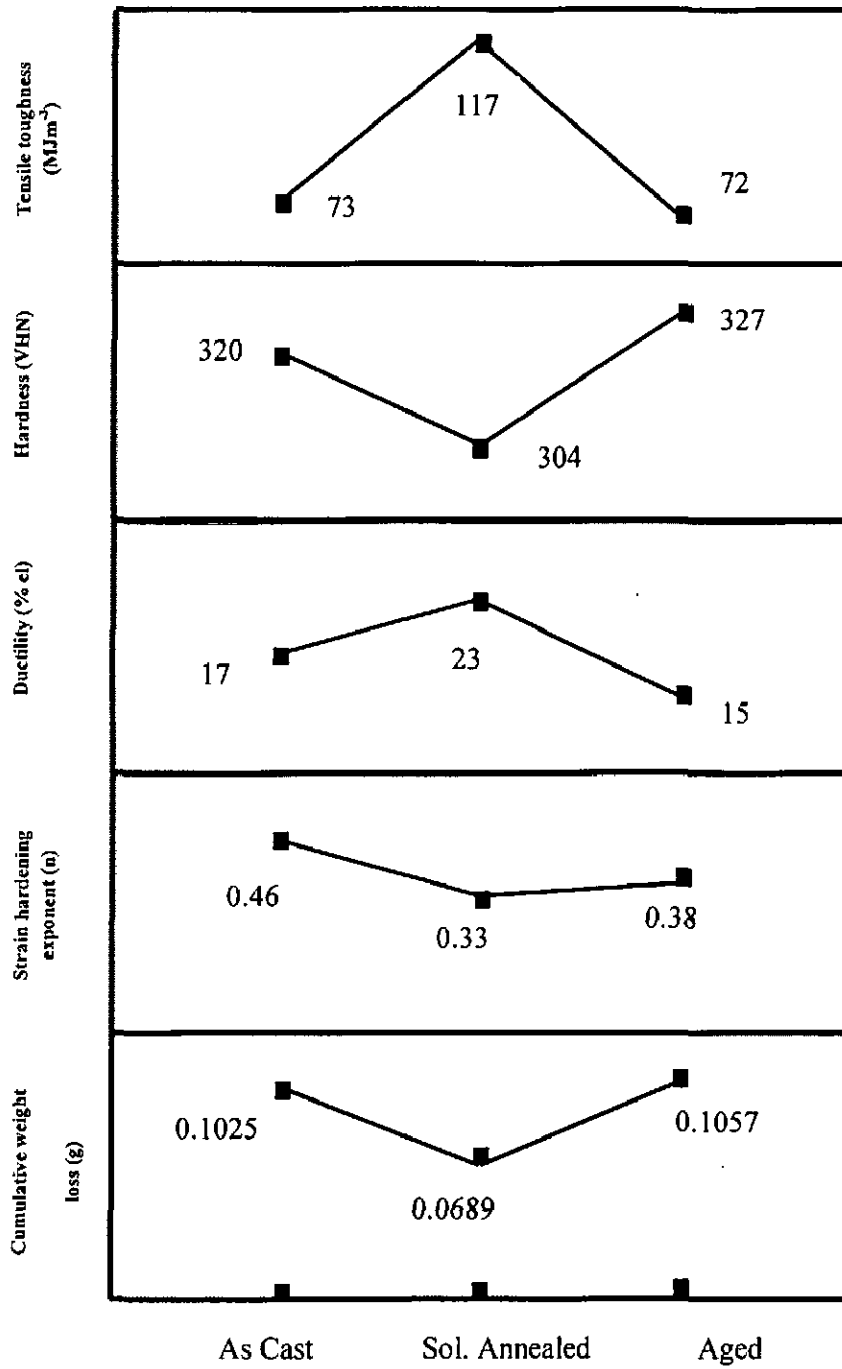 Tensile toughness
(MJm⁻³)
117
73
72
Hardness (VHN)
320
327
304
Ductility (% el)
17
23
15
Strain hardening
exponent (n)
0.46
0.33
0.38
Cumulative weight
loss (g)
0.1025
0.1057
0.0689
As Cast Sol. Annealed Aged